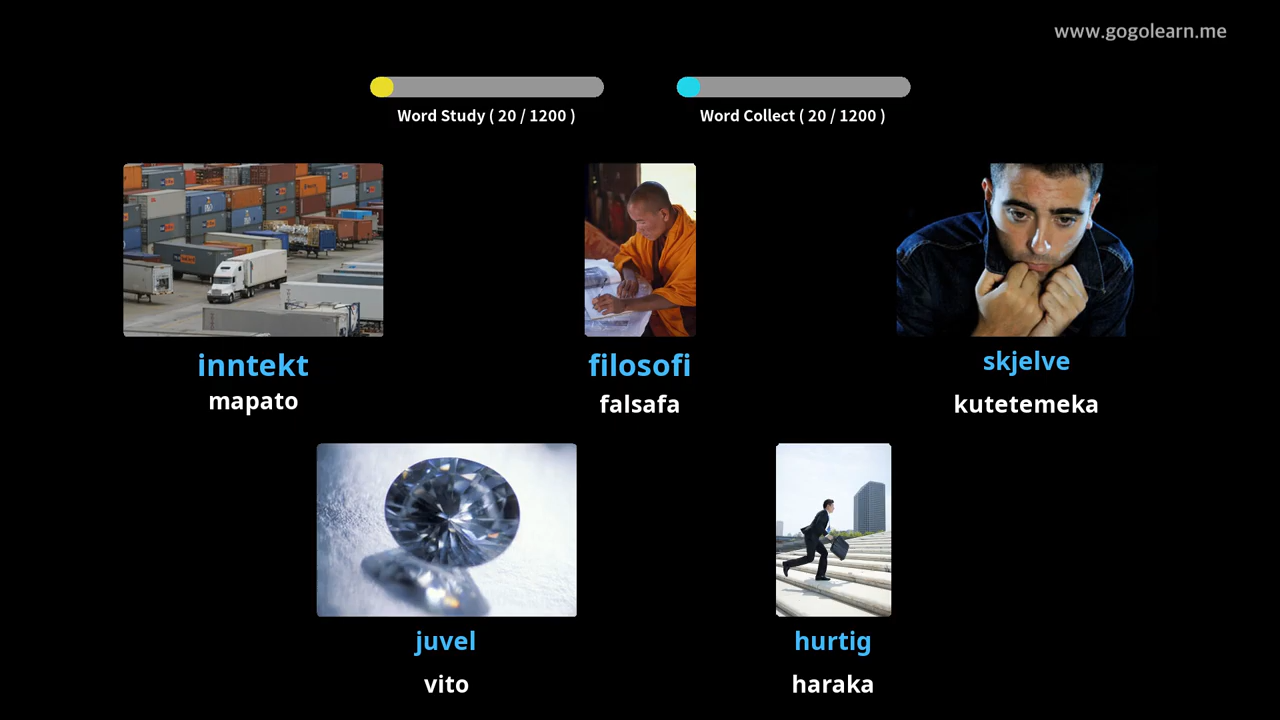 www.gogolearn.me
Word Study ( 20 / 1200 )
Word Collect ( 20 / 1200 )
inntekt
mapato
filosofi
falsafa
skjelve
kutetemeka
juvel
vito
hurtig
haraka